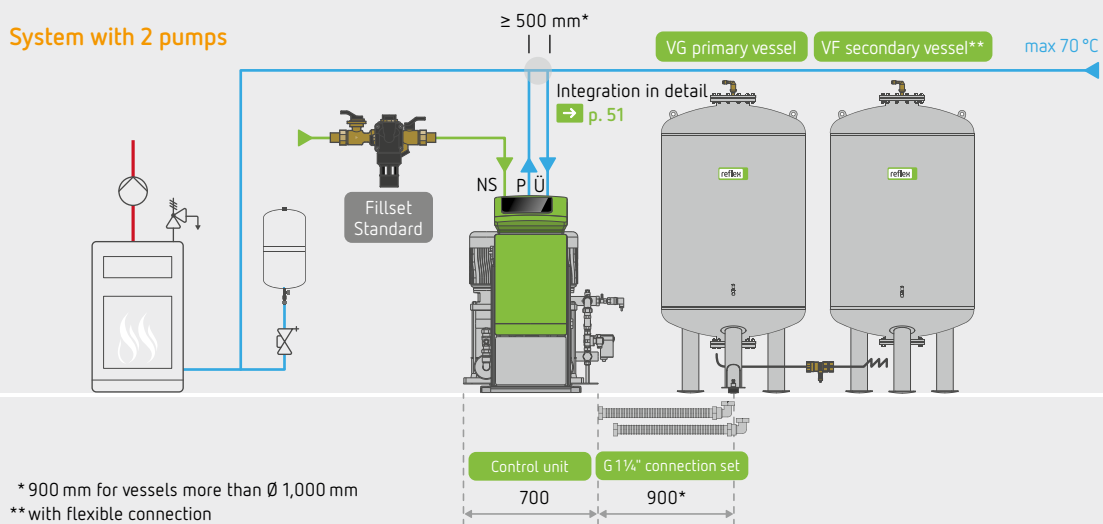 System with 2 pumps
≥ 500 mm*
VG primary vessel
VF secondary vessel**
max 70 °C
Integration in detail
→ p. 51
NS P Ü
Fillset
Standard
reflex
reflex
Control unit
G 1¼" connection set
700
900*
* 900 mm for vessels more than Ø 1,000 mm
** with flexible connection